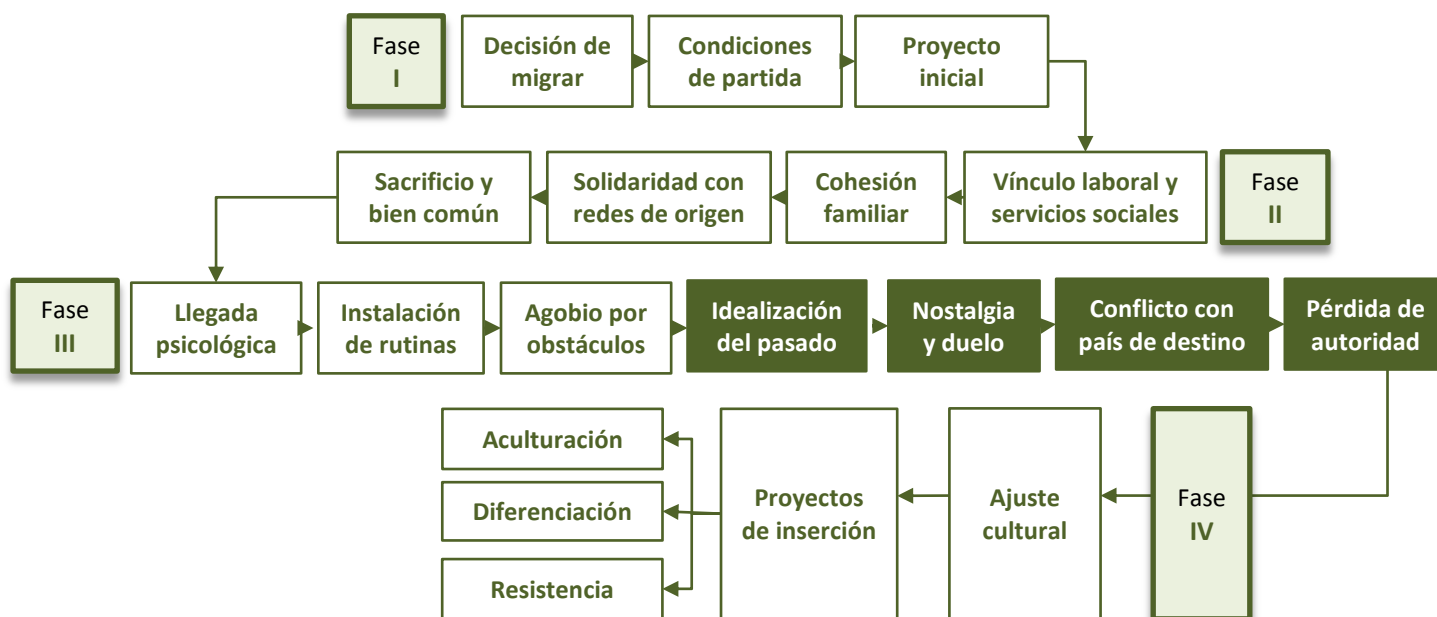 Fase
I
Decisión de
migrar
Condiciones
de partida
Proyecto
inicial
Fase
II
Vínculo laboral y
servicios sociales
Cohesión
familiar
Solidaridad con
redes de origen
Sacrificio y
bien común
Fase
III
Llegada
psicológica
Instalación
de rutinas
Agobio por
obstáculos
Idealización
del pasado
Nostalgia
y duelo
Conflicto con
país de destino
Pérdida de
autoridad
Fase
IV
Ajuste
cultural
Proyectos
de inserción
Aculturación
Diferenciación
Resistencia